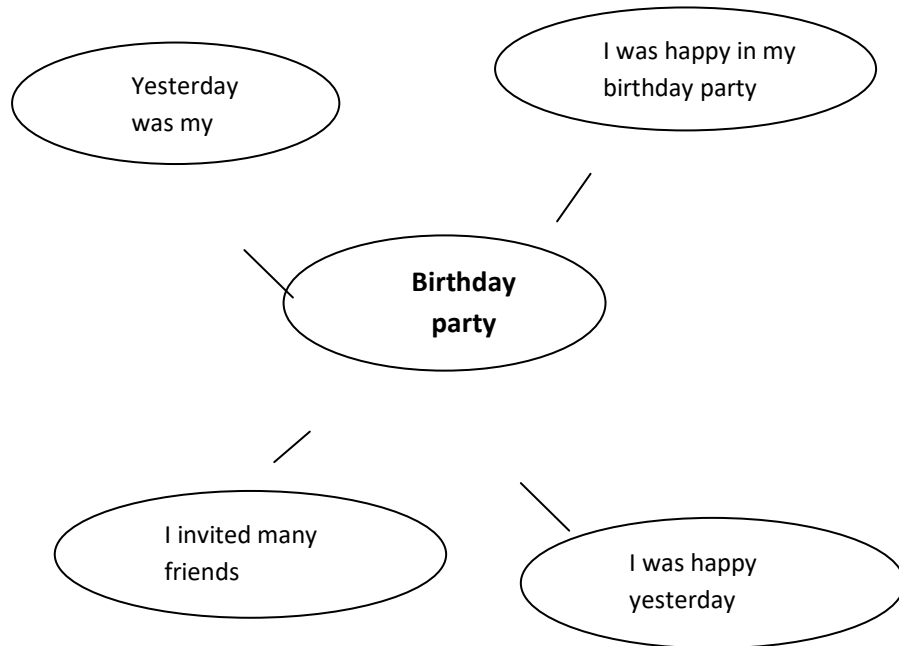 Yesterday
was my
I was happy in my
birthday party
Birthday
party
I invited many
friends
I was happy
yesterday